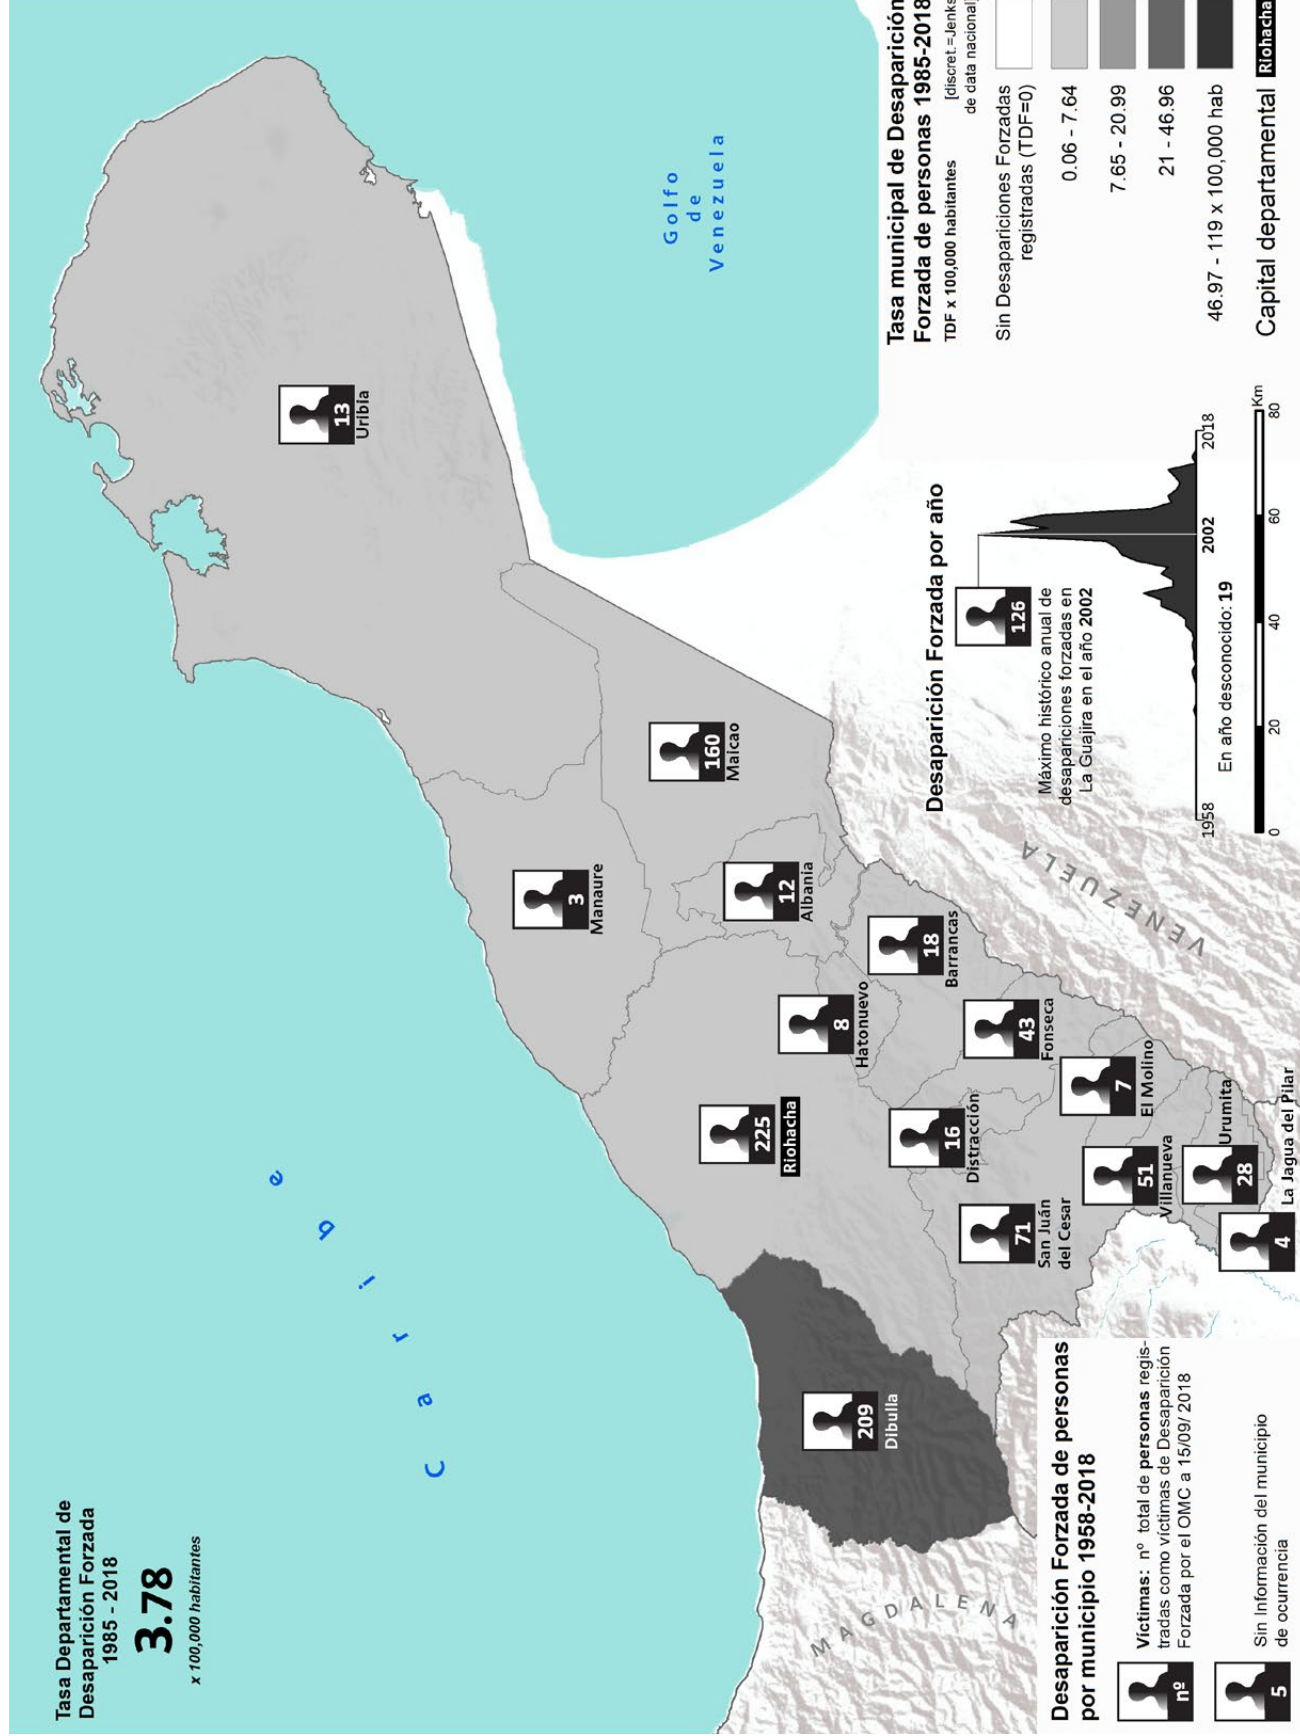 Tasa Departamental de
Desaparición Forzada
1985 - 2018
3.78
x 100,000 habitantes
C a r i b e
Golfo
de
Venezuela
13
Uribia
3
Manaure
160
Maicao
12
Albania
18
Barrancas
8
Hatonuevo
43
Fonseca
225
Riohacha
16
Distracción
7
El Molino
71
San Juán
del Cesar
51
Villanueva
28
Urumita
4
La Jagua del Pilar
209
Dibulla
MAGDALENA
VENEZUELA
Desaparición Forzada de personas
por municipio 1958-2018
nº
Víctimas: nº total de personas regis-
tradas como víctimas de Desaparición
Forzada por el OMC a 15/09/ 2018
5
Sin Información del municipio
de ocurrencia
Desaparición Forzada por año
126
Máximo histórico anual de
desapariciones forzadas en
La Guajira en el año 2002
1958
2002
2018
En año desconocido: 19
0
20
40
60
80
Km
Tasa municipal de Desaparición
Forzada de personas 1985-2018
TDF x 100,000 habitantes
[discret.=Jenks
de data nacional]
Sin Desapariciones Forzadas
registradas (TDF=0)
0.06 - 7.64
7.65 - 20.99
21 - 46.96
46.97 - 119 x 100,000 hab
Capital departamental Riohacha